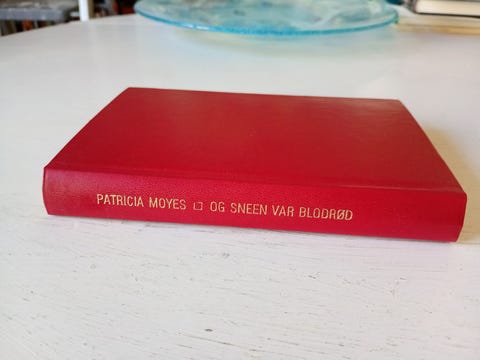 PATRICIA MOYES □ OG SNEEN VAR BLODRØD